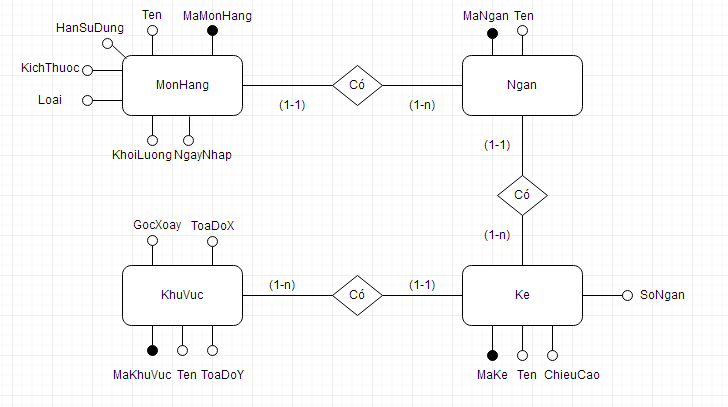 Ten MaMonHang
HanSuDung
KichThuoc
Loai
MonHang
KhoiLuong NgayNhap
(1-1)
Có
(1-n)
MaNgan Ten
Ngan
(1-1)
Có
(1-n)
GocXoay ToaDoX
KhuVuc
MaKhuVuc Ten ToaDoY
(1-n)
Có
(1-1)
Ke
SoNgan
MaKe Ten ChieuCao